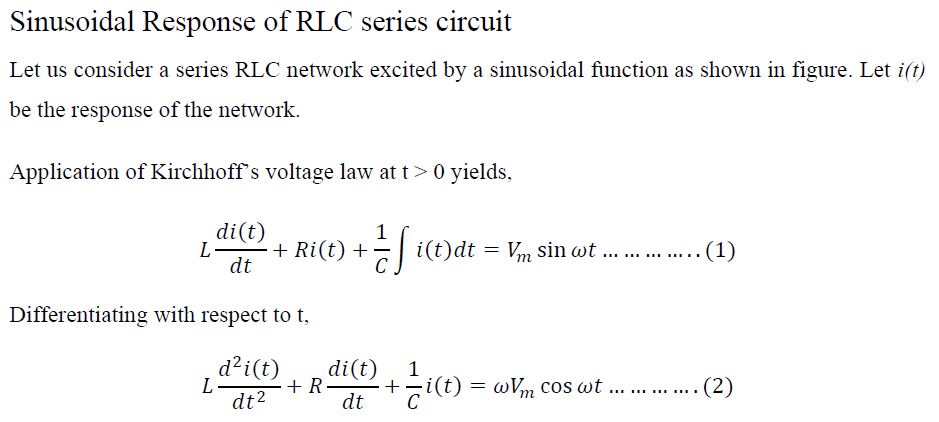 Sinusoidal Response of RLC series circuit
Let us consider a series RLC network excited by a sinusoidal function as shown in figure. Let i(t)
be the response of the network.
Application of Kirchhoff's voltage law at t > 0 yields,
L di(t)/dt + Ri(t) + 1/C ∫ i(t)dt = Vₘ sin ωt ... ... ... ..... (1)
Differentiating with respect to t,
L d²i(t)/dt² + R di(t)/dt + 1/C i(t) = ωVₘ cos ωt ... ... ... .... (2)